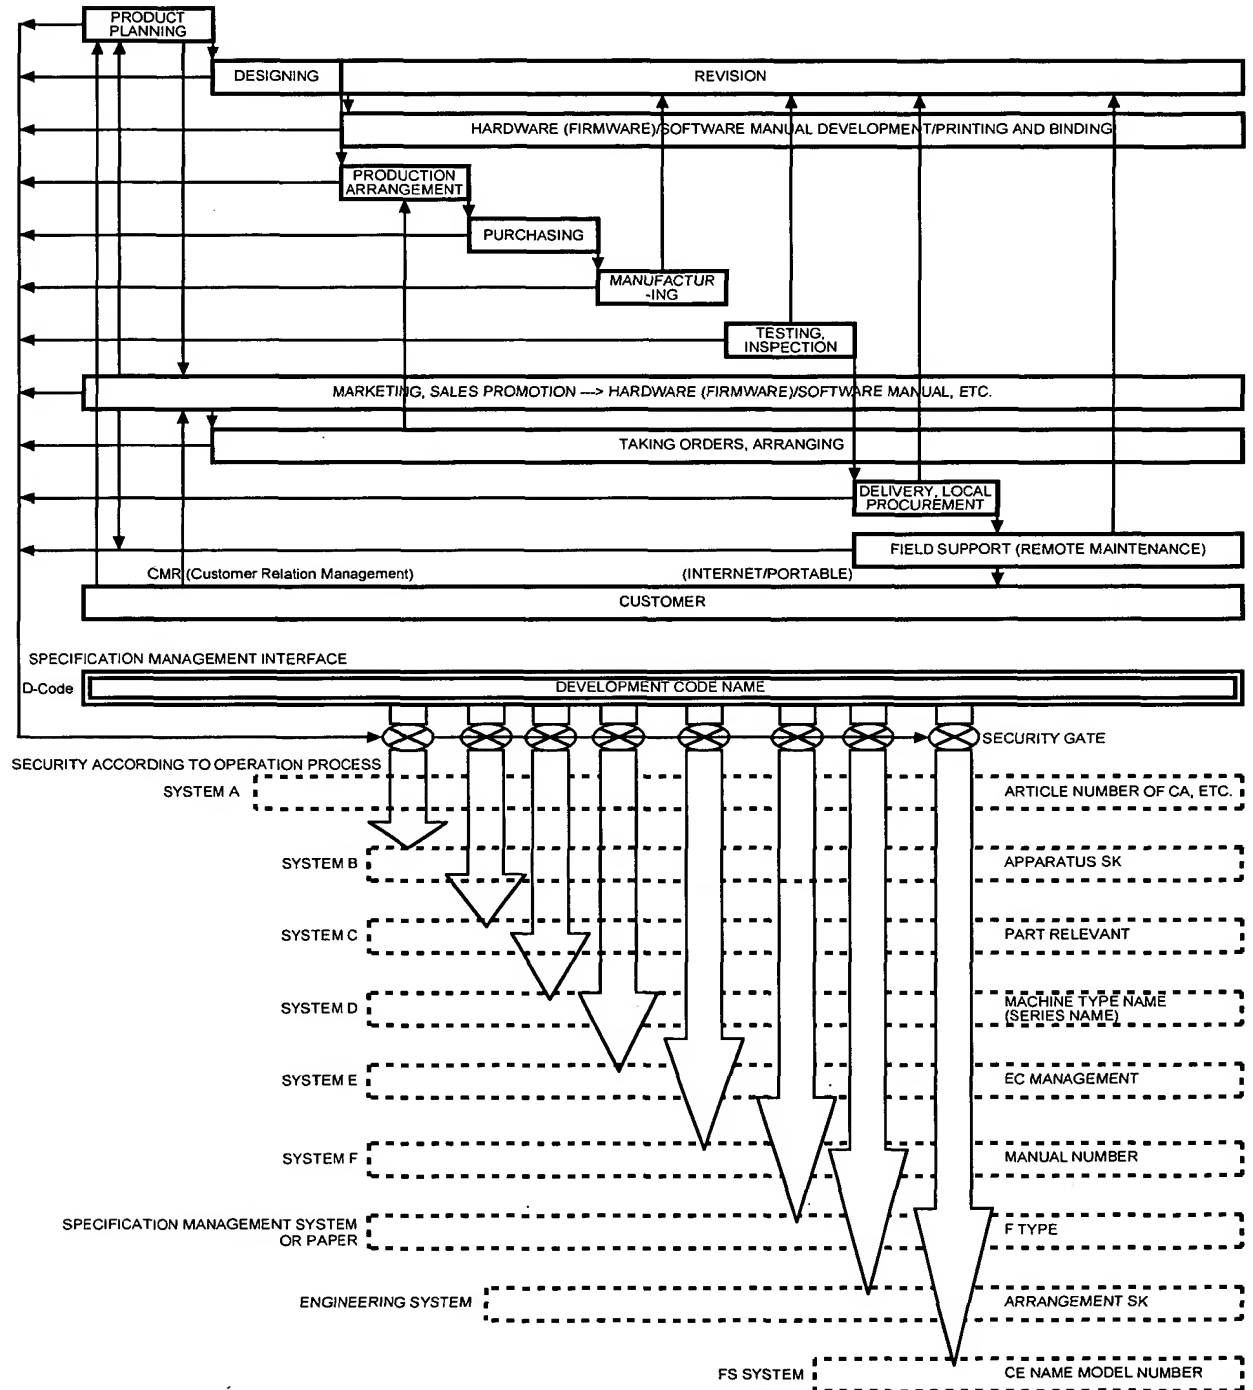 PRODUCT
PLANNING
DESIGNING
REVISION
HARDWARE (FIRMWARE)/SOFTWARE MANUAL DEVELOPMENT/PRINTING AND BINDING
PRODUCTION
ARRANGEMENT
PURCHASING
MANUFACTUR
-ING
TESTING,
INSPECTION
MARKETING, SALES PROMOTION ---> HARDWARE (FIRMWARE)/SOFTWARE MANUAL, ETC.
TAKING ORDERS, ARRANGING
DELIVERY, LOCAL
PROCUREMENT
FIELD SUPPORT (REMOTE MAINTENANCE)
CMR (Customer Relation Management)
(INTERNET/PORTABLE)
CUSTOMER
SPECIFICATION MANAGEMENT INTERFACE
D-Code
DEVELOPMENT CODE NAME
SECURITY GATE
SECURITY ACCORDING TO OPERATION PROCESS
SYSTEM A
ARTICLE NUMBER OF CA, ETC.
SYSTEM B
APPARATUS SK
SYSTEM C
PART RELEVANT
SYSTEM D
MACHINE TYPE NAME
(SERIES NAME)
SYSTEM E
EC MANAGEMENT
SYSTEM F
MANUAL NUMBER
SPECIFICATION MANAGEMENT SYSTEM
OR PAPER
F TYPE
ENGINEERING SYSTEM
ARRANGEMENT SK
FS SYSTEM
CE NAME MODEL NUMBER